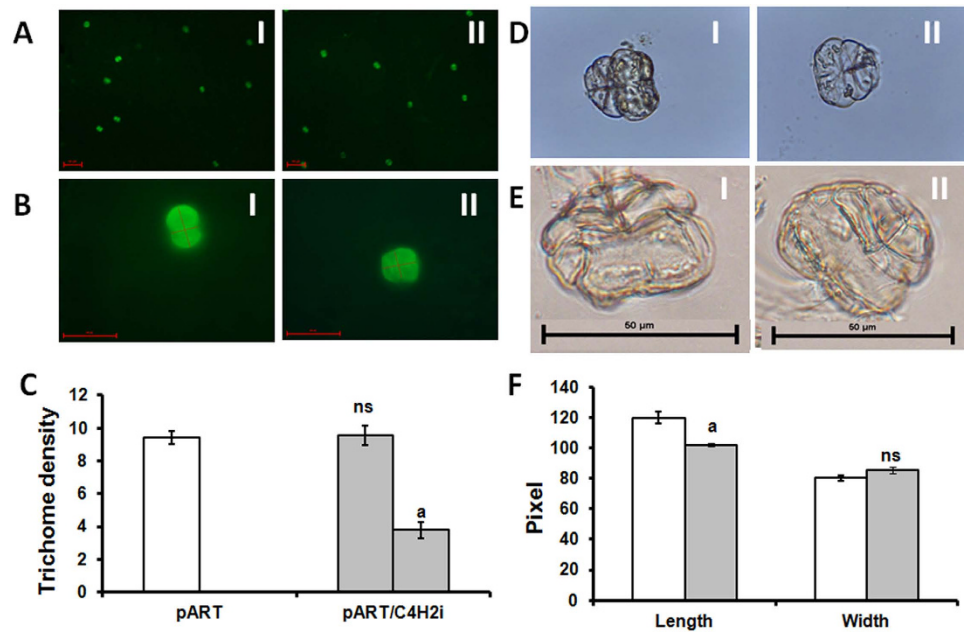 A
I
II
D
I
II
B
I
II
E
I
II
50 µm
50 µm
C
Trichome density
12
10
8
6
4
2
0
ns
a
pART
pART/C4H2i
F
Pixel
140
120
100
80
60
40
20
0
a
ns
Length
Width